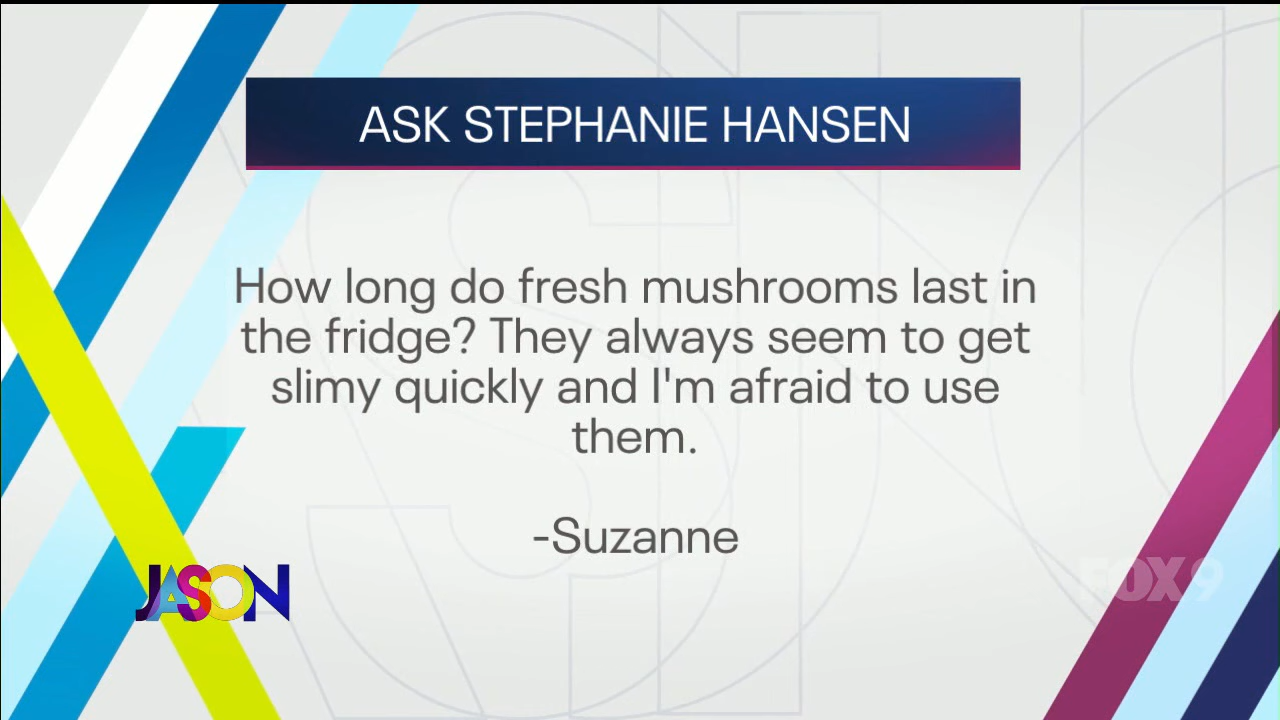 ASK STEPHANIE HANSEN
How long do fresh mushrooms last in
the fridge? They always seem to get
slimy quickly and I'm afraid to use
them.
-Suzanne
JASON
FOX 9